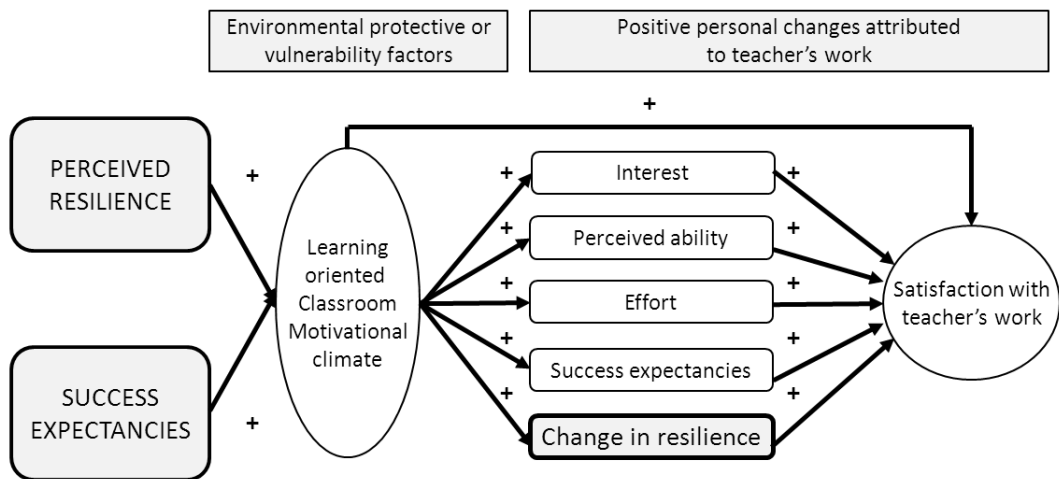 Environmental protective or
vulnerability factors
Positive personal changes attributed
to teacher's work
+
PERCEIVED
RESILIENCE
+
SUCCESS
EXPECTANCIES
+
Learning
oriented
Classroom
Motivational
climate
+
Interest
+
+
Perceived ability
+
+
Effort
+
+
Success expectancies
+
+
Change in resilience
+
Satisfaction with
teacher's work